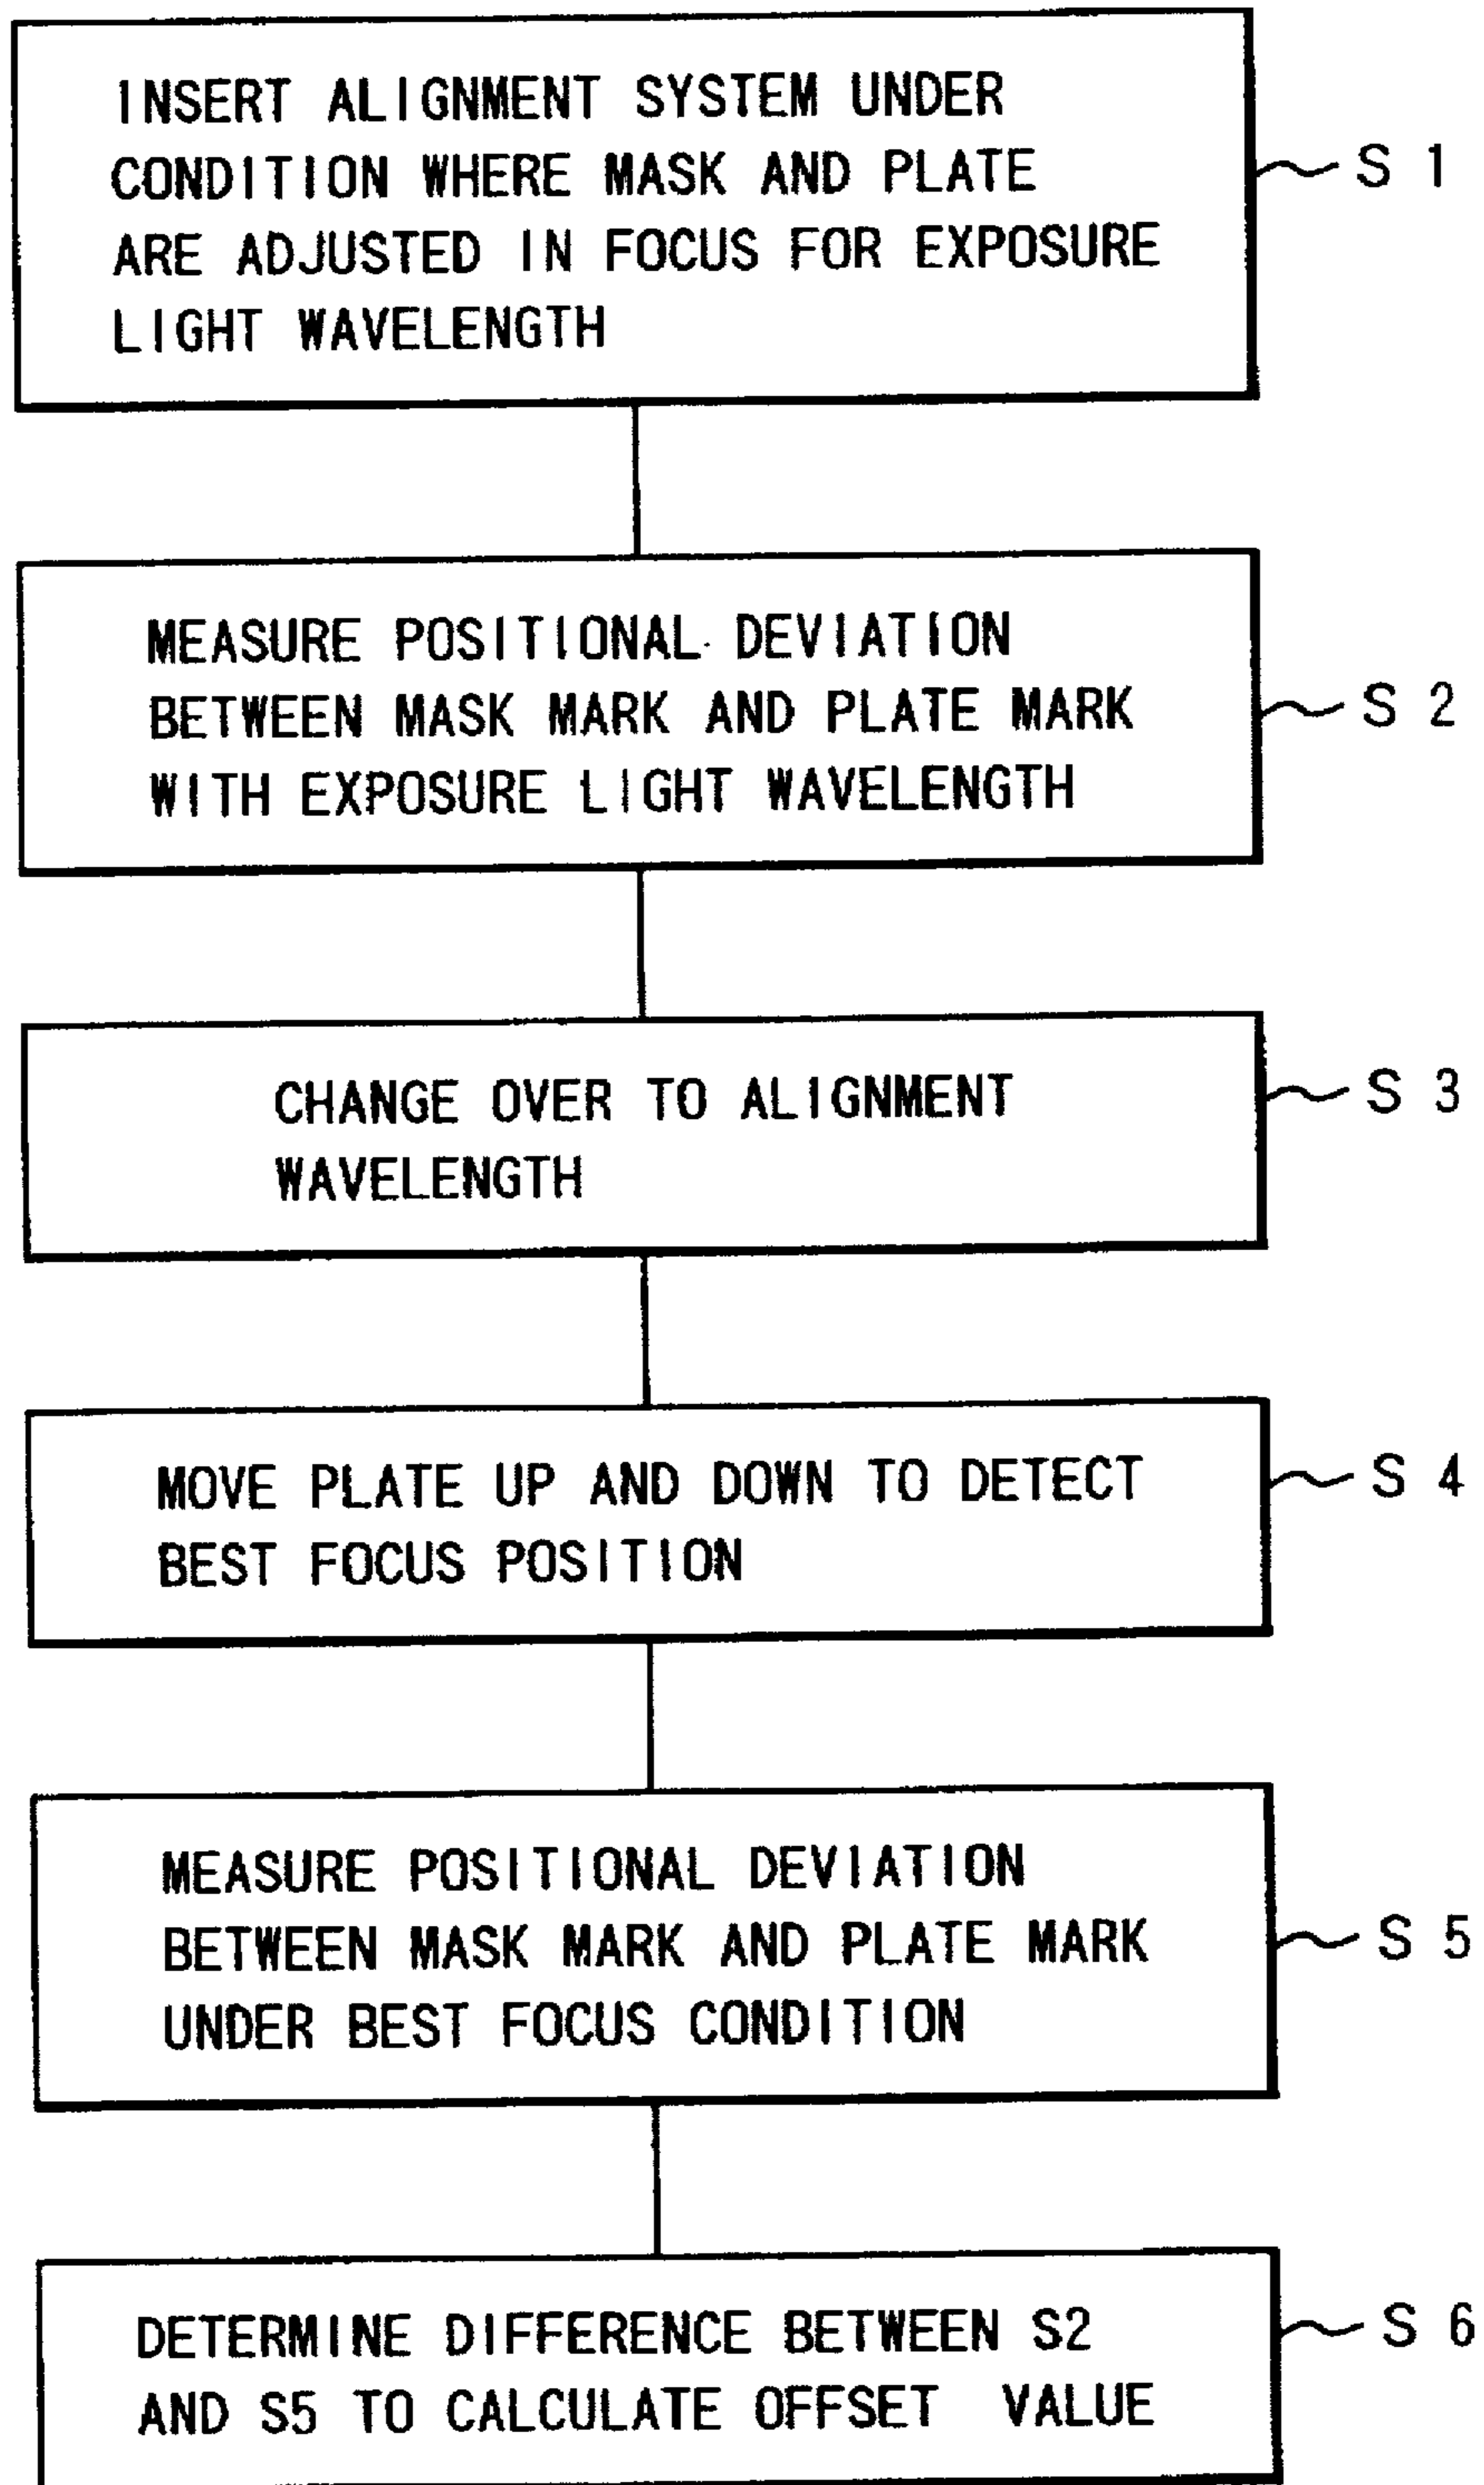 INSERT ALIGNMENT SYSTEM UNDER
CONDITION WHERE MASK AND PLATE
ARE ADJUSTED IN FOCUS FOR EXPOSURE
LIGHT WAVELENGTH
S 1
MEASURE POSITIONAL DEVIATION
BETWEEN MASK MARK AND PLATE MARK
WITH EXPOSURE LIGHT WAVELENGTH
S 2
CHANGE OVER TO ALIGNMENT
WAVELENGTH
S 3
MOVE PLATE UP AND DOWN TO DETECT
BEST FOCUS POSITION
S 4
MEASURE POSITIONAL DEVIATION
BETWEEN MASK MARK AND PLATE MARK
UNDER BEST FOCUS CONDITION
S 5
DETERMINE DIFFERENCE BETWEEN S2
AND S5 TO CALCULATE OFFSET VALUE
S 6